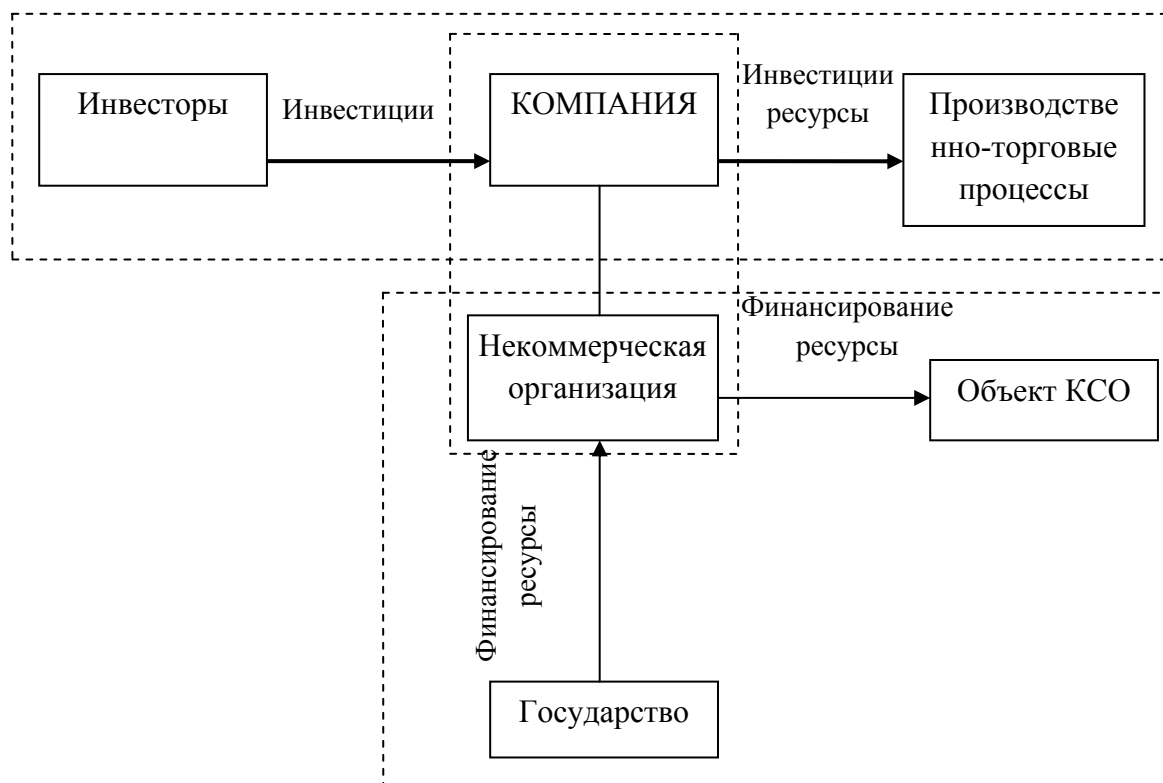 Инвесторы
Инвестиции
КОМПАНИЯ
Инвестиции
ресурсы
Производстве
нно-торговые
процессы
Некоммерческая
организация
Финансирование
ресурсы
Объект КСО
Финансирование
ресурсы
Государство